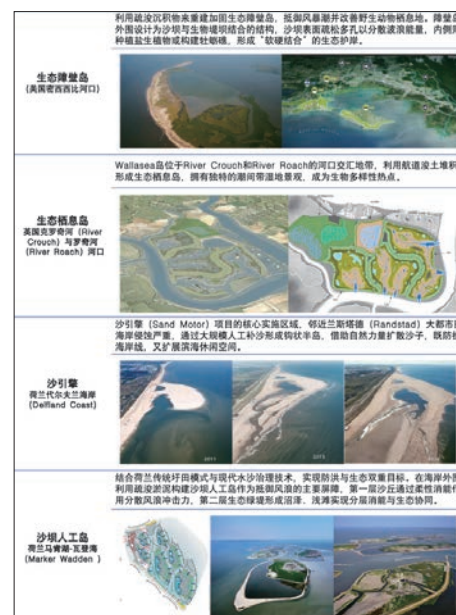 利用疏浚沉积物来重建加固生态障壁岛，抵御风暴潮并改善野生动物栖息地。障壁岛
外围设计为沙坝与生物堤坝结合的结构，沙坝表面疏松多孔以分散波浪能量，内侧则
种植盐生植物或构建牡蛎礁，形成“软硬结合”的生态护岸。
生态障壁岛
(美国密西西比河口)
Wallasea岛位于River Crouch和River Roach的河口交汇地带，利用航道浚土堆积
形成生态栖息岛，拥有独特的潮间带湿地景观，成为生物多样性热点。
生态栖息岛
英国克罗奇河（River
Crouch）与罗奇河
(River Roach) 河口
沙引擎（Sand Motor）项目的核心实施区域，邻近兰斯塔德（Randstad）大都市
海岸侵蚀严重，通过大规模人工补沙形成钩状半岛，借助自然力量扩散沙子，既防
海岸线，又扩展滨海休闲空间。
沙引擎
荷兰代尔夫兰海岸
(Delfland Coast)
2011
结合荷兰传统圩田模式与现代水沙治理技术，实现防洪与生态双重目标。在海岸外
利用疏浚淤泥构建沙坝人工岛作为抵御风浪的主要屏障，第一层沙丘通过柔性消能
用分散风浪冲击力，第二层生态缓堤形成沼泽、浅滩实现分层消能与生态协同。
沙坝人工岛
荷兰马肯湖-瓦登海
(Marker Wadden )